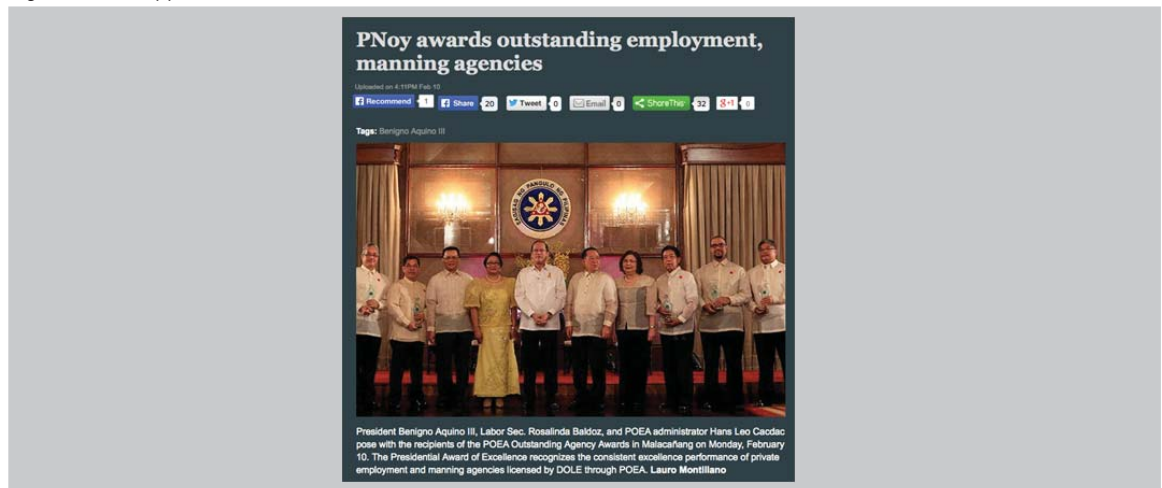 PNoy awards outstanding employment,
manning agencies
Uploaded on 4:11PM Feb 10
Recommend 1 Share 20 Tweet 0 Email 0 ShareThis 32 g+1 0
Tags: Benigno Aquino III
President Benigno Aquino III, Labor Sec. Rosalinda Baldoz, and POEA administrator Hans Leo Cacdac
pose with the recipients of the POEA Outstanding Agency Awards in Malacañang on Monday, February
10. The Presidential Award of Excellence recognizes the consistent excellence performance of private
employment and manning agencies licensed by DOLE through POEA. Lauro Montillano